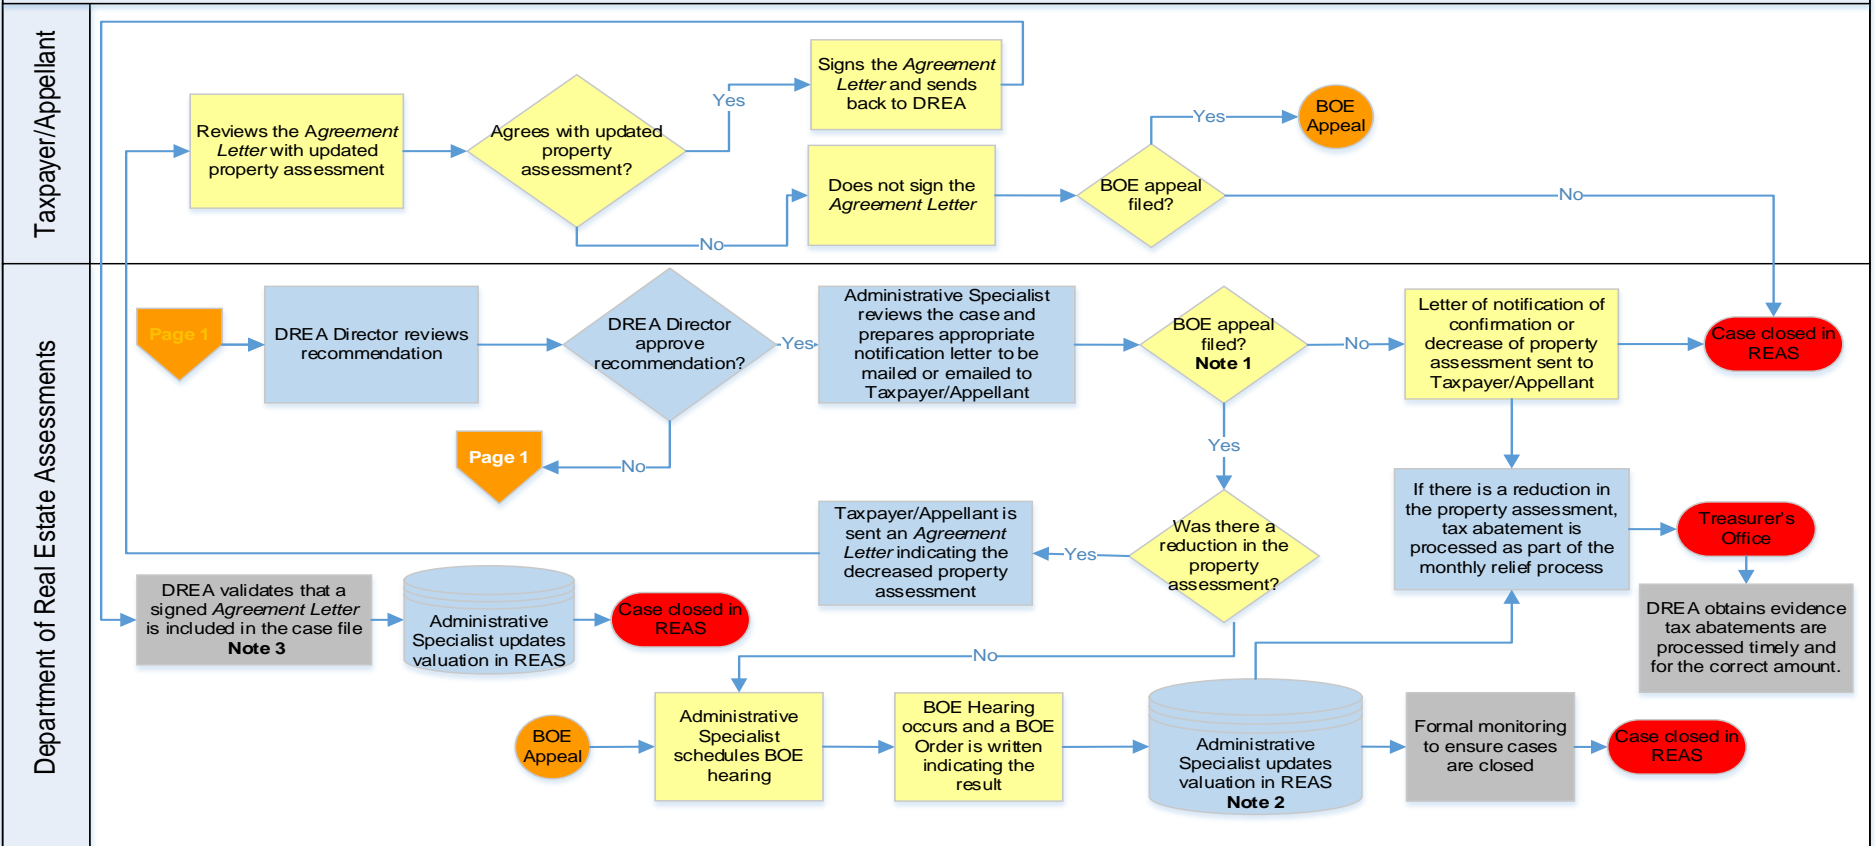 Taxpayer/Appellant
Reviews the Agreement
Letter with updated
property assessment
Agrees with updated
property
assessment?
Yes
No
Signs the Agreement
Letter and sends
back to DREA
Does not sign the
Agreement Letter
BOE appeal
filed?
Yes
BOE
Appeal
No
Department of Real Estate Assessments
Page 1
DREA Director reviews
recommendation
DREA Director
approve
recommendation?
Yes
No
Page 1
Administrative Specialist
reviews the case and
prepares appropriate
notification letter to be
mailed or emailed to
Taxpayer/Appellant
BOE appeal
filed?
Note 1
No
Yes
Letter of notification of
confirmation or
decrease of property
assessment sent to
Taxpayer/Appellant
Case closed in
REAS
Was there a
reduction in the
property
assessment?
Yes
No
Taxpayer/Appellant is
sent an Agreement
Letter indicating the
decreased property
assessment
If there is a reduction in
the property assessment,
tax abatement is
processed as part of the
monthly relief process
Treasurer's
Office
DREA obtains evidence
tax abatements are
processed timely and
for the correct amount.
DREA validates that a
signed Agreement Letter
is included in the case file
Note 3
Administrative
Specialist updates
valuation in REAS
Case closed in
REAS
BOE
Appeal
Administrative
Specialist
schedules BOE
hearing
BOE Hearing
occurs and a BOE
Order is written
indicating the
result
Administrative
Specialist updates
valuation in REAS
Note 2
Formal monitoring
to ensure cases
are closed
Case closed in
REAS